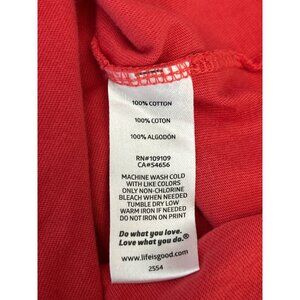 100% COTTON
100% COTON
100% ALGODÓN
RN#109109
CA#54656
MACHINE WASH COLD
WITH LIKE COLORS
ONLY NON-CHLORINE
BLEACH WHEN NEEDED
TUMBLE DRY LOW
WARM IRON IF NEEDED
DO NOT IRON ON PRINT
Do what you love.
Love what you do.®
www.lifeisgood.com
2554